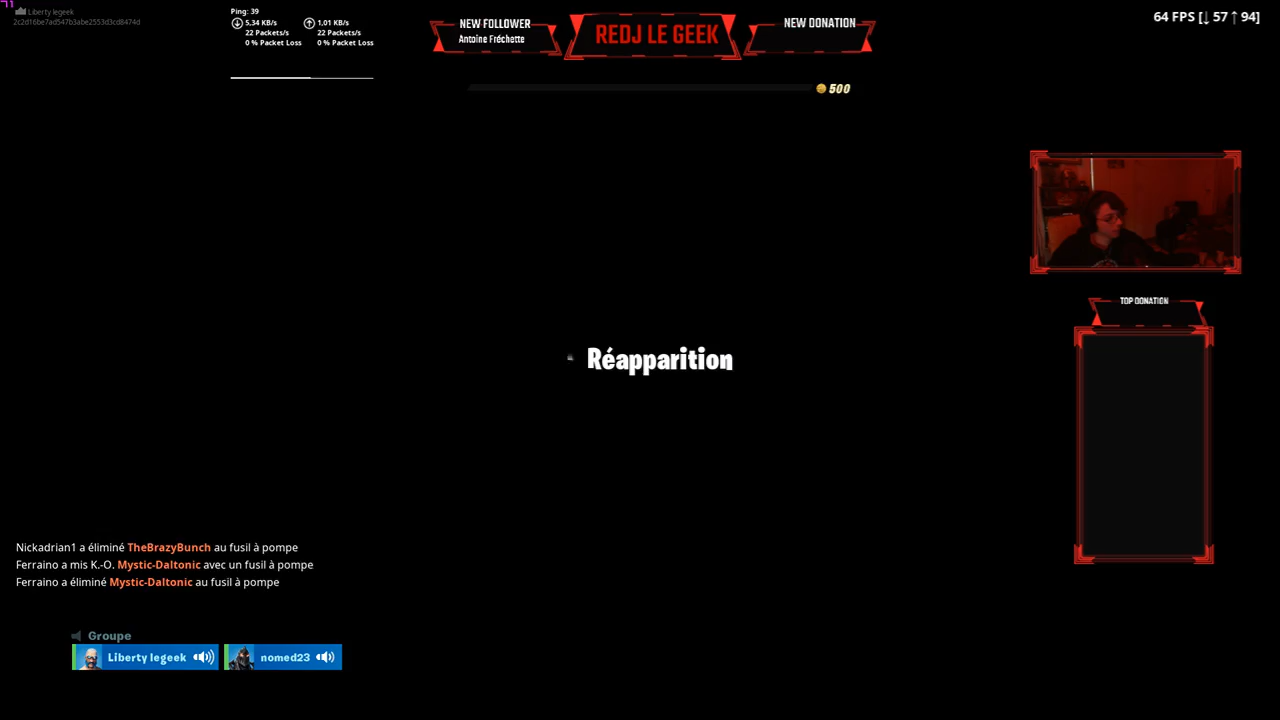 Liberty legeek
2c2d16be7ad547b3abe2553d3cd8474d
Ping: 39
5,34 KB/s
1,01 KB/s
22 Packets/s
22 Packets/s
0 % Packet Loss
0 % Packet Loss
NEW FOLLOWER
Antoine Fréchette
REDJ LE GEEK
NEW DONATION
64 FPS [↓ 57 ↑ 94]
500
TOP DONATION
Réapparition
Nickadrian1 a éliminé TheBrazyBunch au fusil à pompe
Ferraino a mis K.-O. Mystic-Daltonic avec un fusil à pompe
Ferraino a éliminé Mystic-Daltonic au fusil à pompe
Groupe
Liberty legeek
nomed23